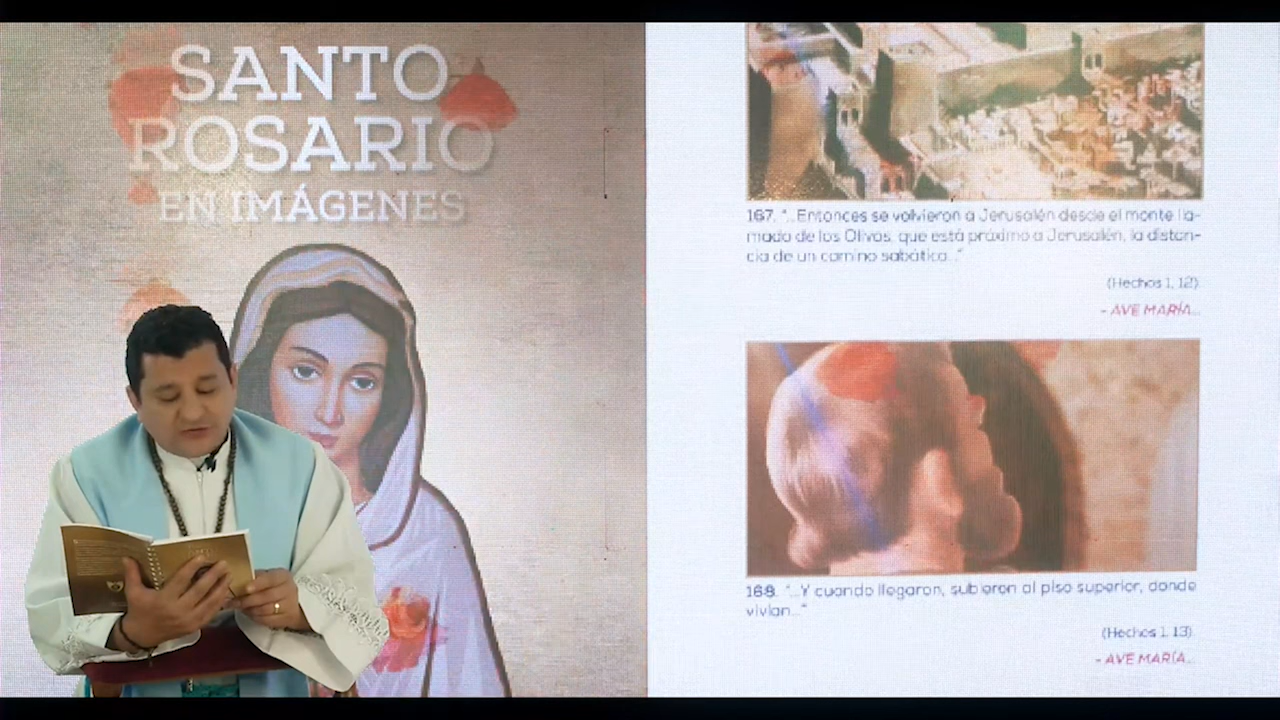 SANTO
ROSARIO
EN IMÁGENES
167. "...Entonces se volvieron a Jerusalén desde el monte lla-
mado de los Olivos, que está próximo a Jerusalén, la distan-
cia de un camino sabático..."
(Hechos 1, 12)
- AVE MARÍA...
168. "...Y cuando llegaron, subieron al piso superior, donde
vivían..."
(Hechos 1, 13)
- AVE MARÍA...